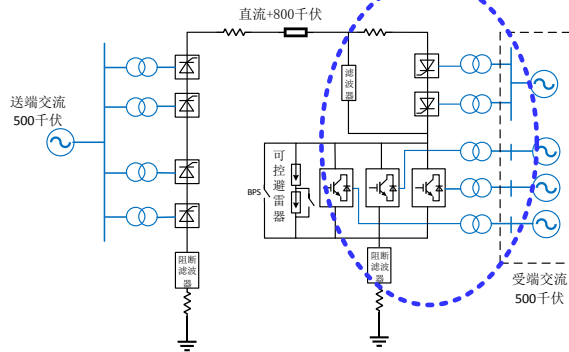 直流+800千伏
送端交流
500千伏
滤
波
器
可
控
避
雷
器
BPS
阻断
滤波
器
阻断
滤波
器
受端交流
500千伏